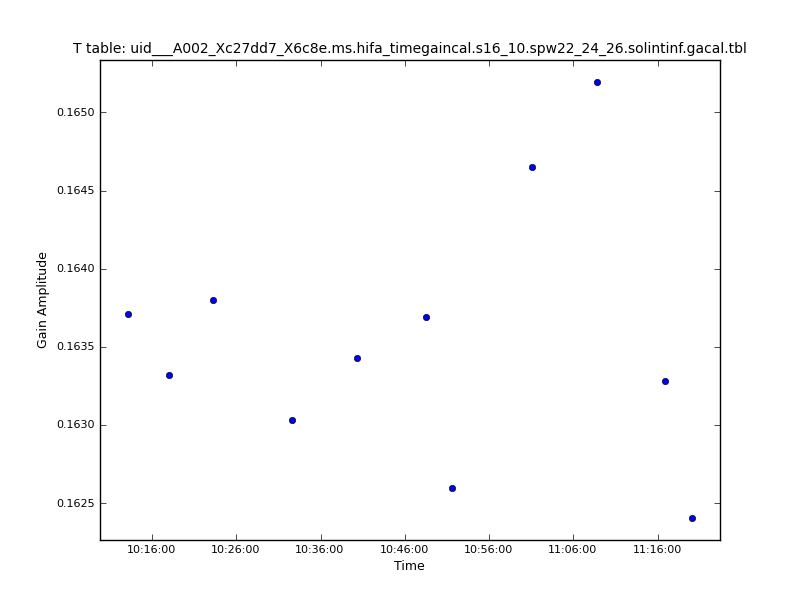 T table: uid___A002_Xc27dd7_X6c8e.ms.hifa_timegaincal.s16_10.spw22_24_26.solintinf.gacal.tbl
0.1650
0.1645
0.1640
0.1635
0.1630
0.1625
Gain Amplitude
10:16:00 10:26:00 10:36:00 10:46:00 10:56:00 11:06:00 11:16:00
Time